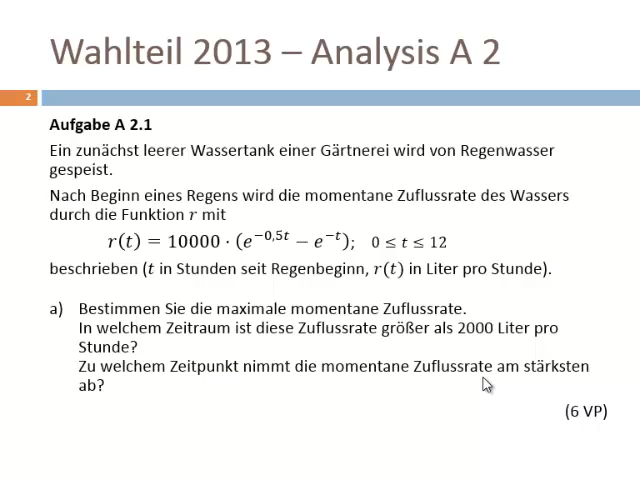 Wahlteil 2013 – Analysis A 2
2
Aufgabe A 2.1
Ein zunächst leerer Wassertank einer Gärtnerei wird von Regenwasser
gespeist.
Nach Beginn eines Regens wird die momentane Zuflussrate des Wassers
durch die Funktion r mit
r(t) = 10000 · (e^{−0,5t} − e^{−t});   0 ≤ t ≤ 12
beschrieben (t in Stunden seit Regenbeginn, r(t) in Liter pro Stunde).
a) Bestimmen Sie die maximale momentane Zuflussrate.
In welchem Zeitraum ist diese Zuflussrate größer als 2000 Liter pro
Stunde?
Zu welchem Zeitpunkt nimmt die momentane Zuflussrate am stärksten
ab?
(6 VP)